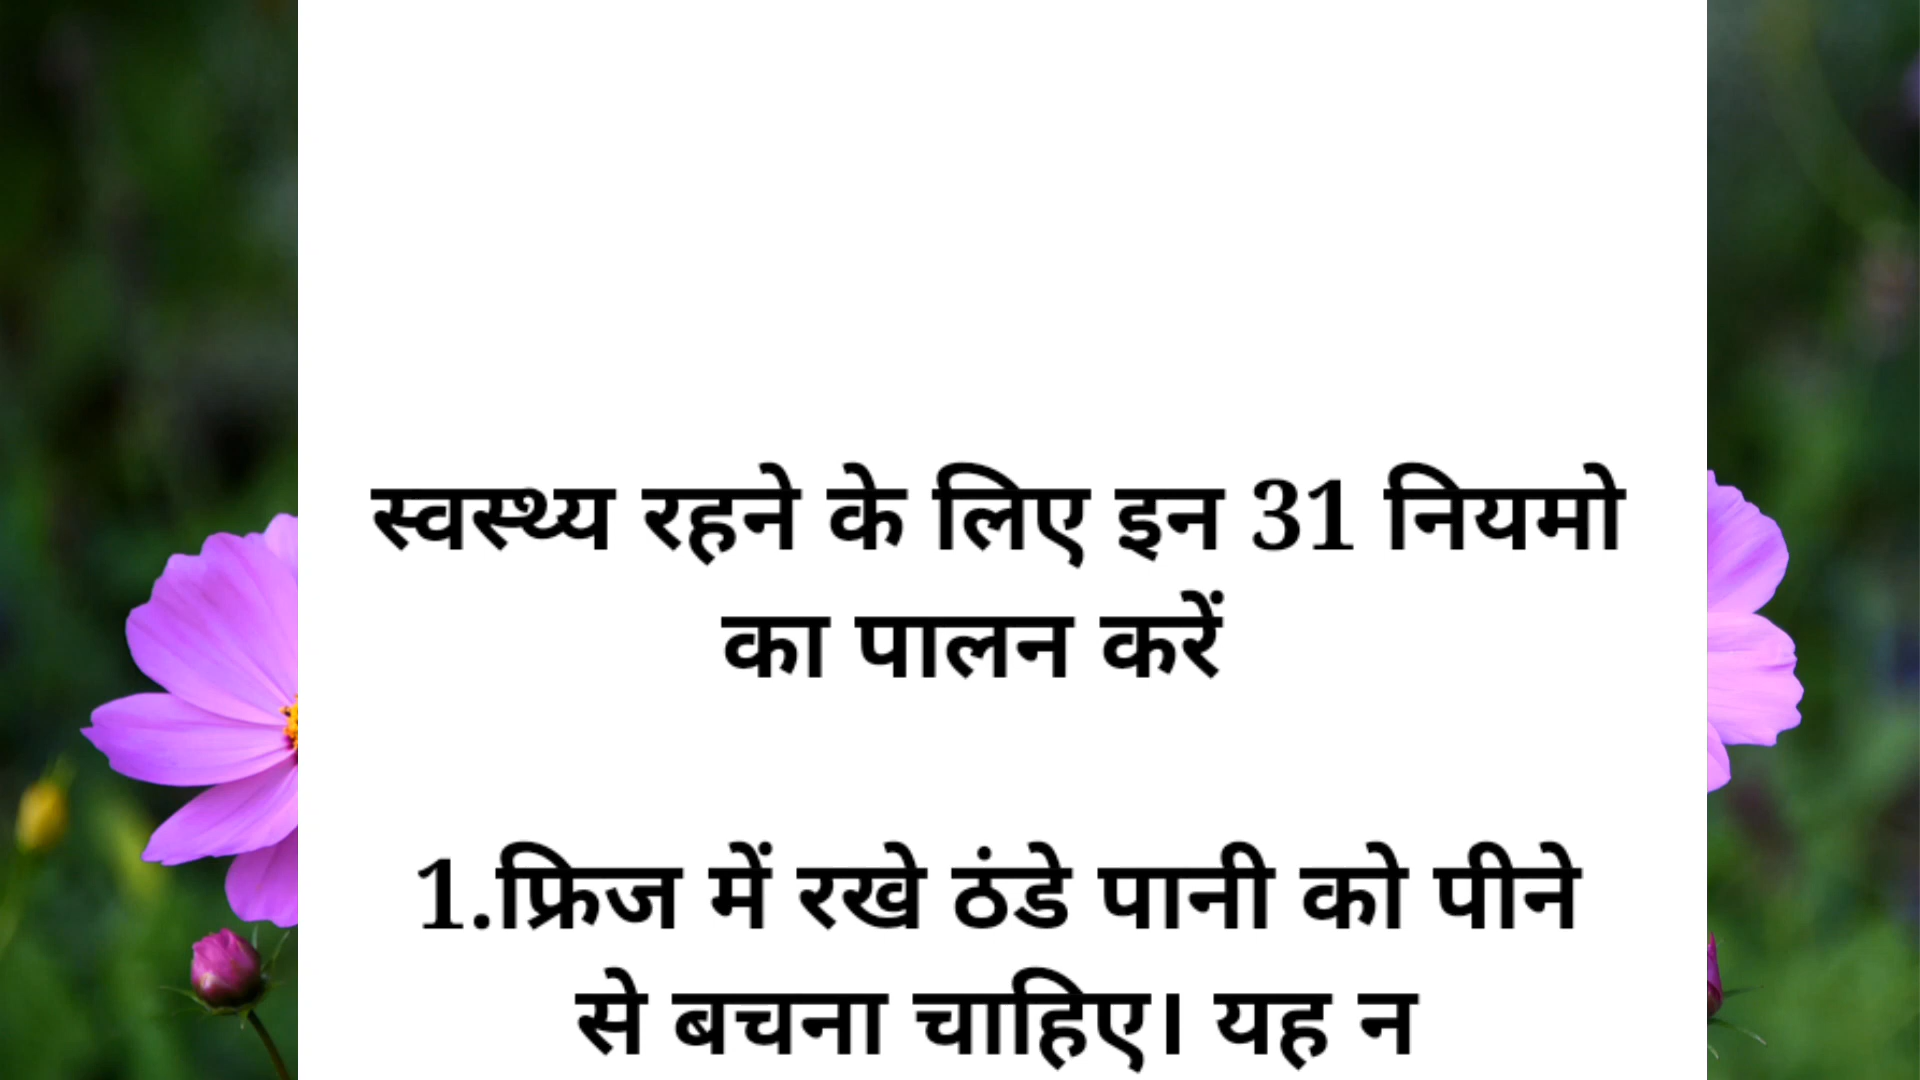 स्वस्थ्य रहने के लिए इन 31 नियमो
का पालन करें
1.फ्रिज में रखे ठंडे पानी को पीने
से बचना चाहिए। यह न